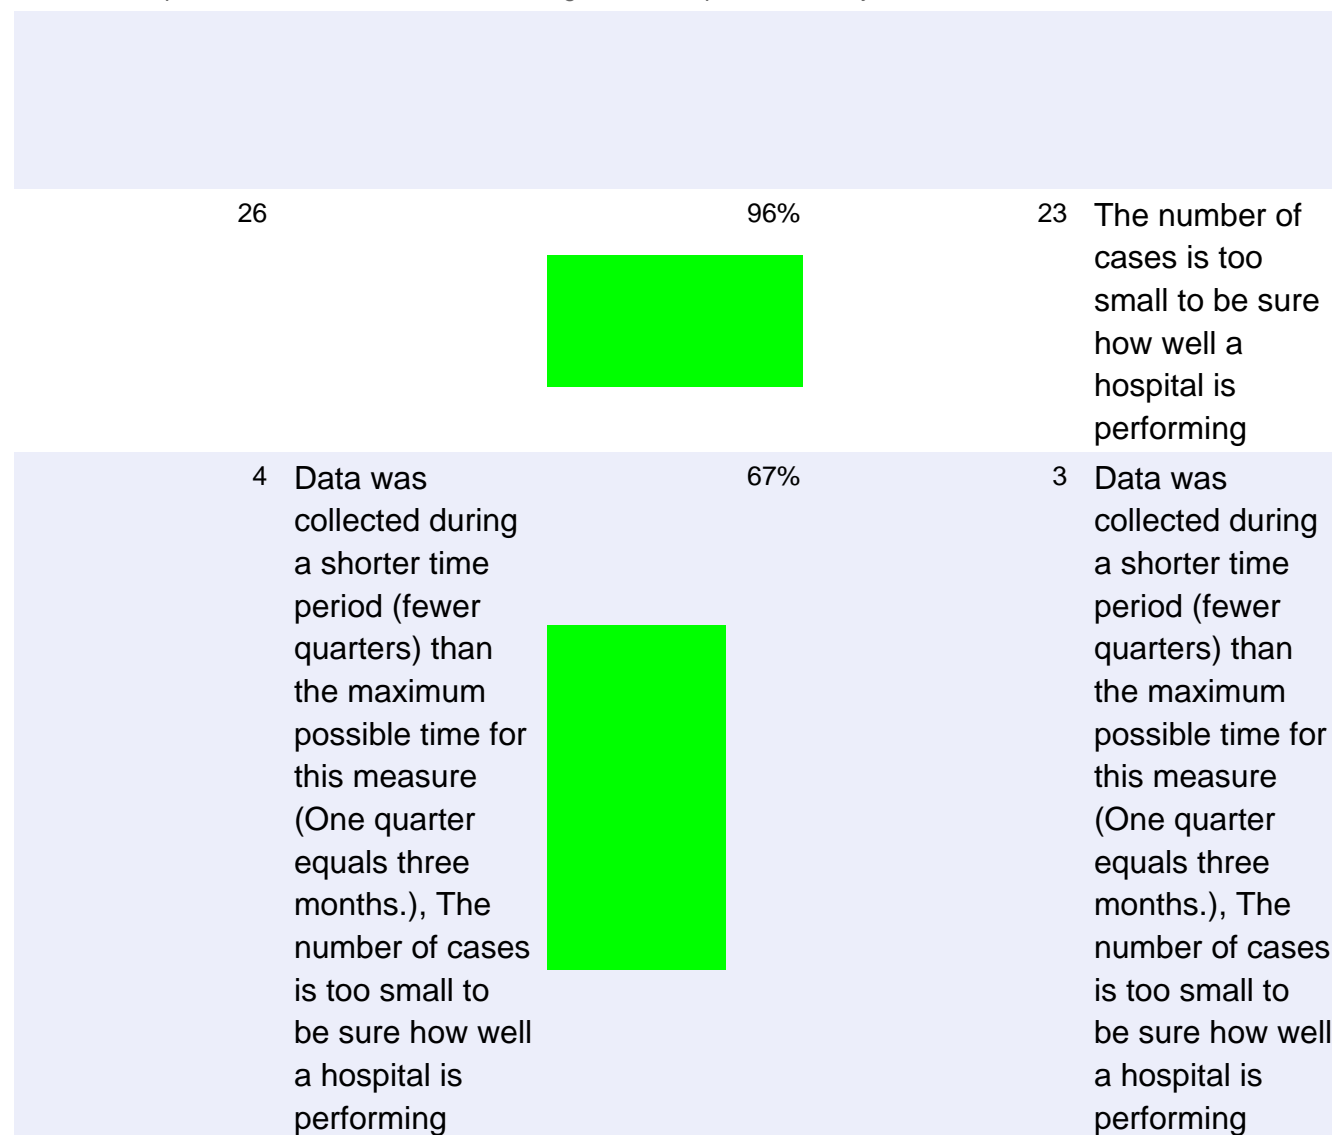 26
96%
23
The number of
cases is too
small to be sure
how well a
hospital is
performing
4
Data was
collected during
a shorter time
period (fewer
quarters) than
the maximum
possible time for
this measure
(One quarter
equals three
months.), The
number of cases
is too small to
be sure how well
a hospital is
performing
67%
3
Data was
collected during
a shorter time
period (fewer
quarters) than
the maximum
possible time for
this measure
(One quarter
equals three
months.), The
number of cases
is too small to
be sure how well
a hospital is
performing